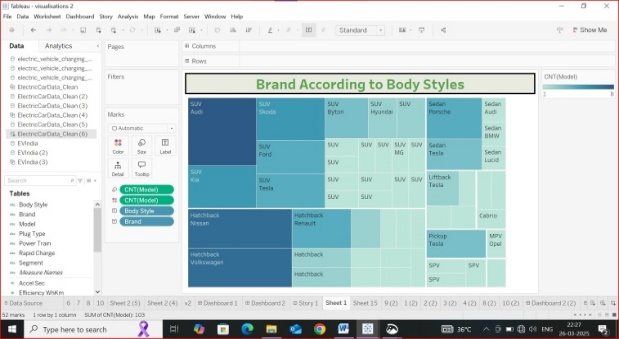 Tableau - visualisations 2
File Data Worksheet Dashboard Story Analysis Map Format Server Window Help
Standard
Show Me
Data Analytics
Pages
Columns
Rows
electric_vehicle_charging_...
electric_vehicle_charging_...
electric_vehicle_charging_...
ElectricCarData_Clean
ElectricCarData_Clean (2)
ElectricCarData_Clean (3)
ElectricCarData_Clean (4)
ElectricCarData_Clean (5)
ElectricCarData_Clean (6)
EVIndia
EVIndia (2)
EVIndia (3)
Search
Tables
Body Style
Brand
Model
Plug Type
Power Train
Rapid Charge
Segment
Measure Names
Accel Sec
Efficiency WhKm
Filters
Marks
Automatic
Color Size Label
Detail Tooltip
CNT(Model)
CNT(Model)
Body Style
Brand
Brand According to Body Styles
SUV
Audi
SUV
Skoda
SUV
Byton
SUV
Hyundai
SUV
Sedan
Porsche
Sedan
Audi
Sedan
BMW
SUV
Ford
SUV
SUV SUV
SUV
MG
SUV
Sedan
Tesla
Sedan
Lucid
SUV
SUV
Kia
SUV
Tesla
SUV
SUV SUV
SUV SUV
Liftback
Tesla
Cabrio
Hatchback
Nissan
Hatchback
Renault
Pickup
Tesla
MPV
Opel
Hatchback
Volkswagen
Hatchback
Hatchback
SPV
SPV
SPV
CNT(Model)
1 8
Data Source 6 7 8 10 Sheet 2 (5) Sheet 2 (4) +2 Dashboard 1 Dashboard 2 Story 1 Sheet 1 Sheet 15 9 (2) 1 (2) 2 (2) 3 (2) 4 (2) 8 (2) 10 (2) Dashboard 2 (2)
52 marks 1 row by 1 column SUM of CNT(Model): 103
Type here to search
36°C
ENG
22:27
26-03-2025